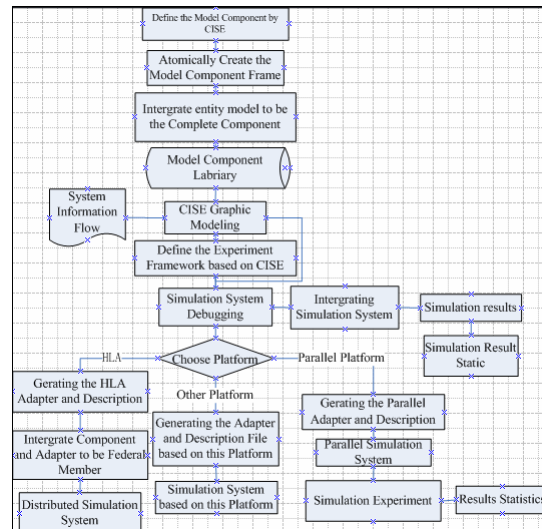 Define the Model Component by
CISE
Atomically Create the
Model Component Frame
Intergrate entity model to be
the Complete Component
Model Component
Labriary
System
Information
Flow
CISE Graphic
Modeling
Define the Experiment
Framework based on CISE
Simulation System
Debugging
Intergrating
Simulation System
Simulation results
Simulation Result
Static
Choose Platform
HLA
Parallel Platform
Other Platform
Gerating the HLA
Adapter and Description
Intergrate Component
and Adapter to be Federal
Member
Distributed Simulation
System
Generating the Adapter
and Description File
based on this Platform
Simulation System
based on this Platform
Gerating the Parallel
Adapter and Description
Parallel Simulation
System
Simulation Experiment
Results Statistics